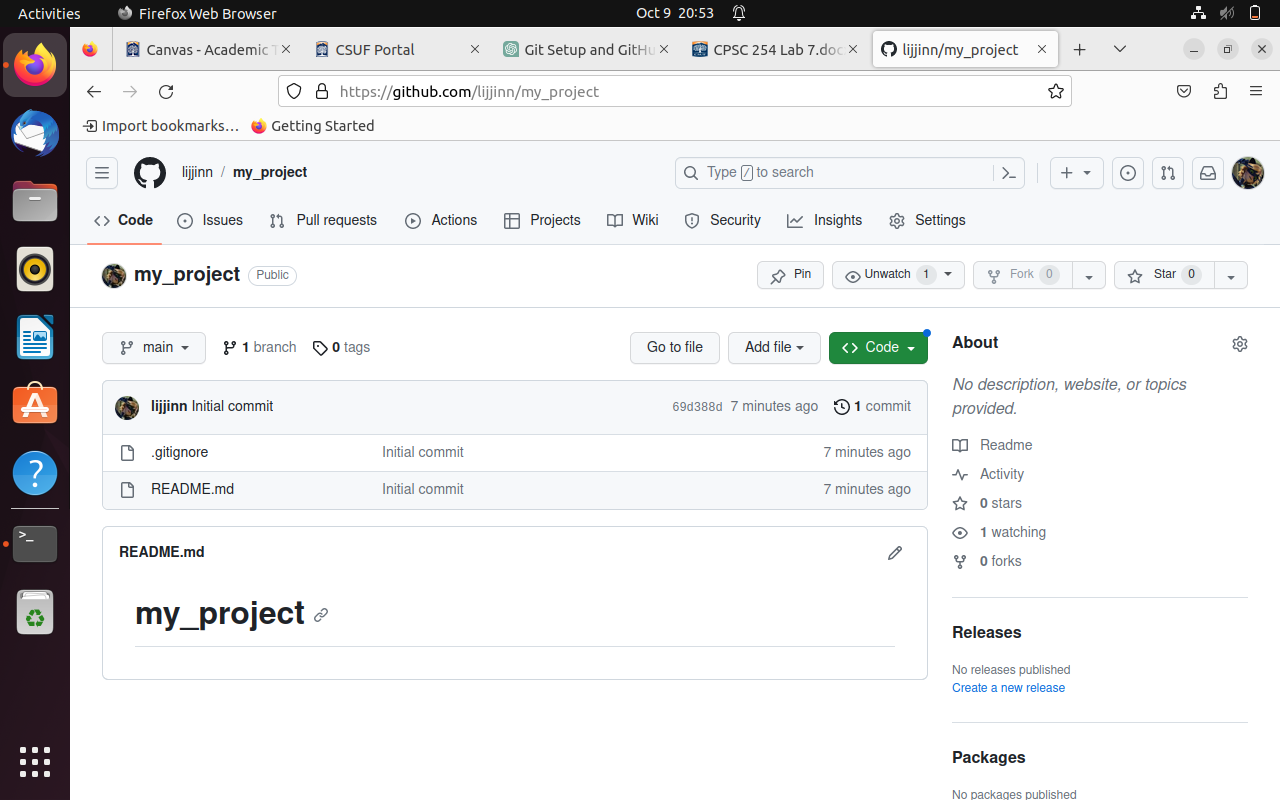 Activities
Firefox Web Browser
Oct 9 20:53
Canvas - Academic T
CSUF Portal
Git Setup and GitHu
CPSC 254 Lab 7.doc
lijjinn/my_project
https://github.com/lijjinn/my_project
Import bookmarks…
Getting Started
lijjinn / my_project
Type / to search
Code
Issues
Pull requests
Actions
Projects
Wiki
Security
Insights
Settings
my_project
Public
Pin
Unwatch 1
Fork 0
Star 0
main
1 branch
0 tags
Go to file
Add file
Code
lijjinn Initial commit
69d388d 7 minutes ago
1 commit
.gitignore Initial commit 7 minutes ago
README.md Initial commit 7 minutes ago
README.md
my_project
About
No description, website, or topics
provided.
Readme
Activity
0 stars
1 watching
0 forks
Releases
No releases published
Create a new release
Packages
No packages published